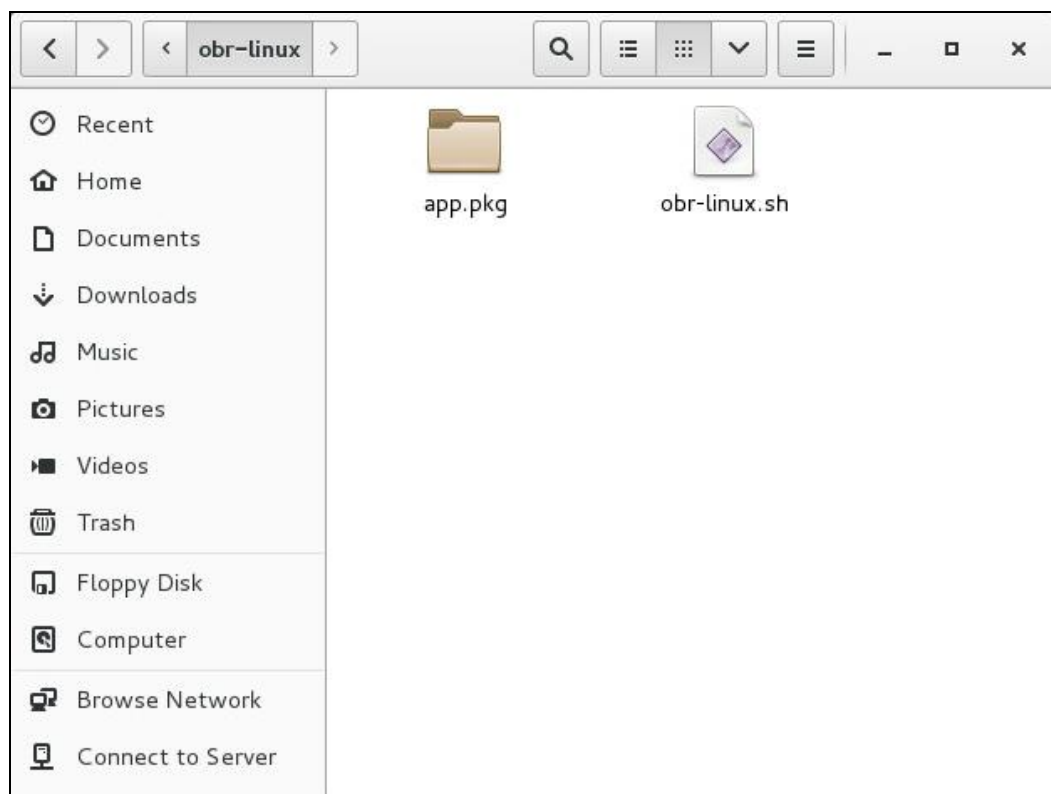 obr-linux
Recent
Home
Documents
Downloads
Music
Pictures
Videos
Trash
Floppy Disk
Computer
Browse Network
Connect to Server
app.pkg
obr-linux.sh